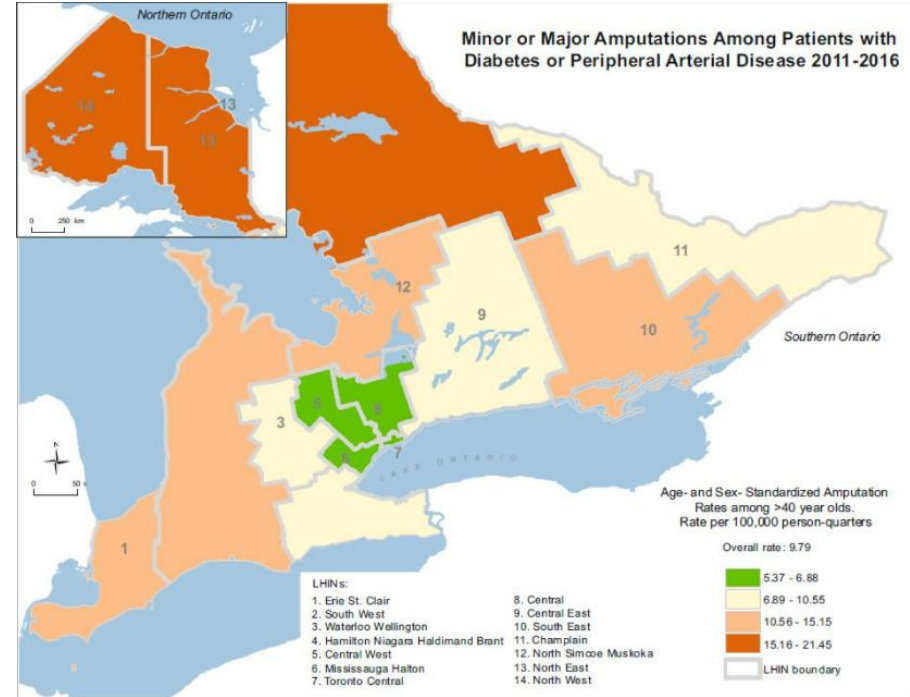 Northern Ontario
Minor or Major Amputations Among Patients with
Diabetes or Peripheral Arterial Disease 2011-2016
14
13
13
0 250 km
11
12
9
10
Southern Ontario
5
8
3
6
7
LAKE ONTARIO
N
0 50
1
Age- and Sex- Standardized Amputation
Rates among >40 year olds.
Rate per 100,000 person-quarters
Overall rate: 9.79
5.37 - 6.88
6.89 - 10.55
10.56 - 15.15
15.16 - 21.45
LHIN boundary
LHINs:
1. Erie St. Clair
2. South West
3. Waterloo Wellington
4. Hamilton Niagara Haldimand Brant
5. Central West
6. Mississauga Halton
7. Toronto Central
8. Central
9. Central East
10. South East
11. Champlain
12. North Simcoe Muskoka
13. North East
14. North West